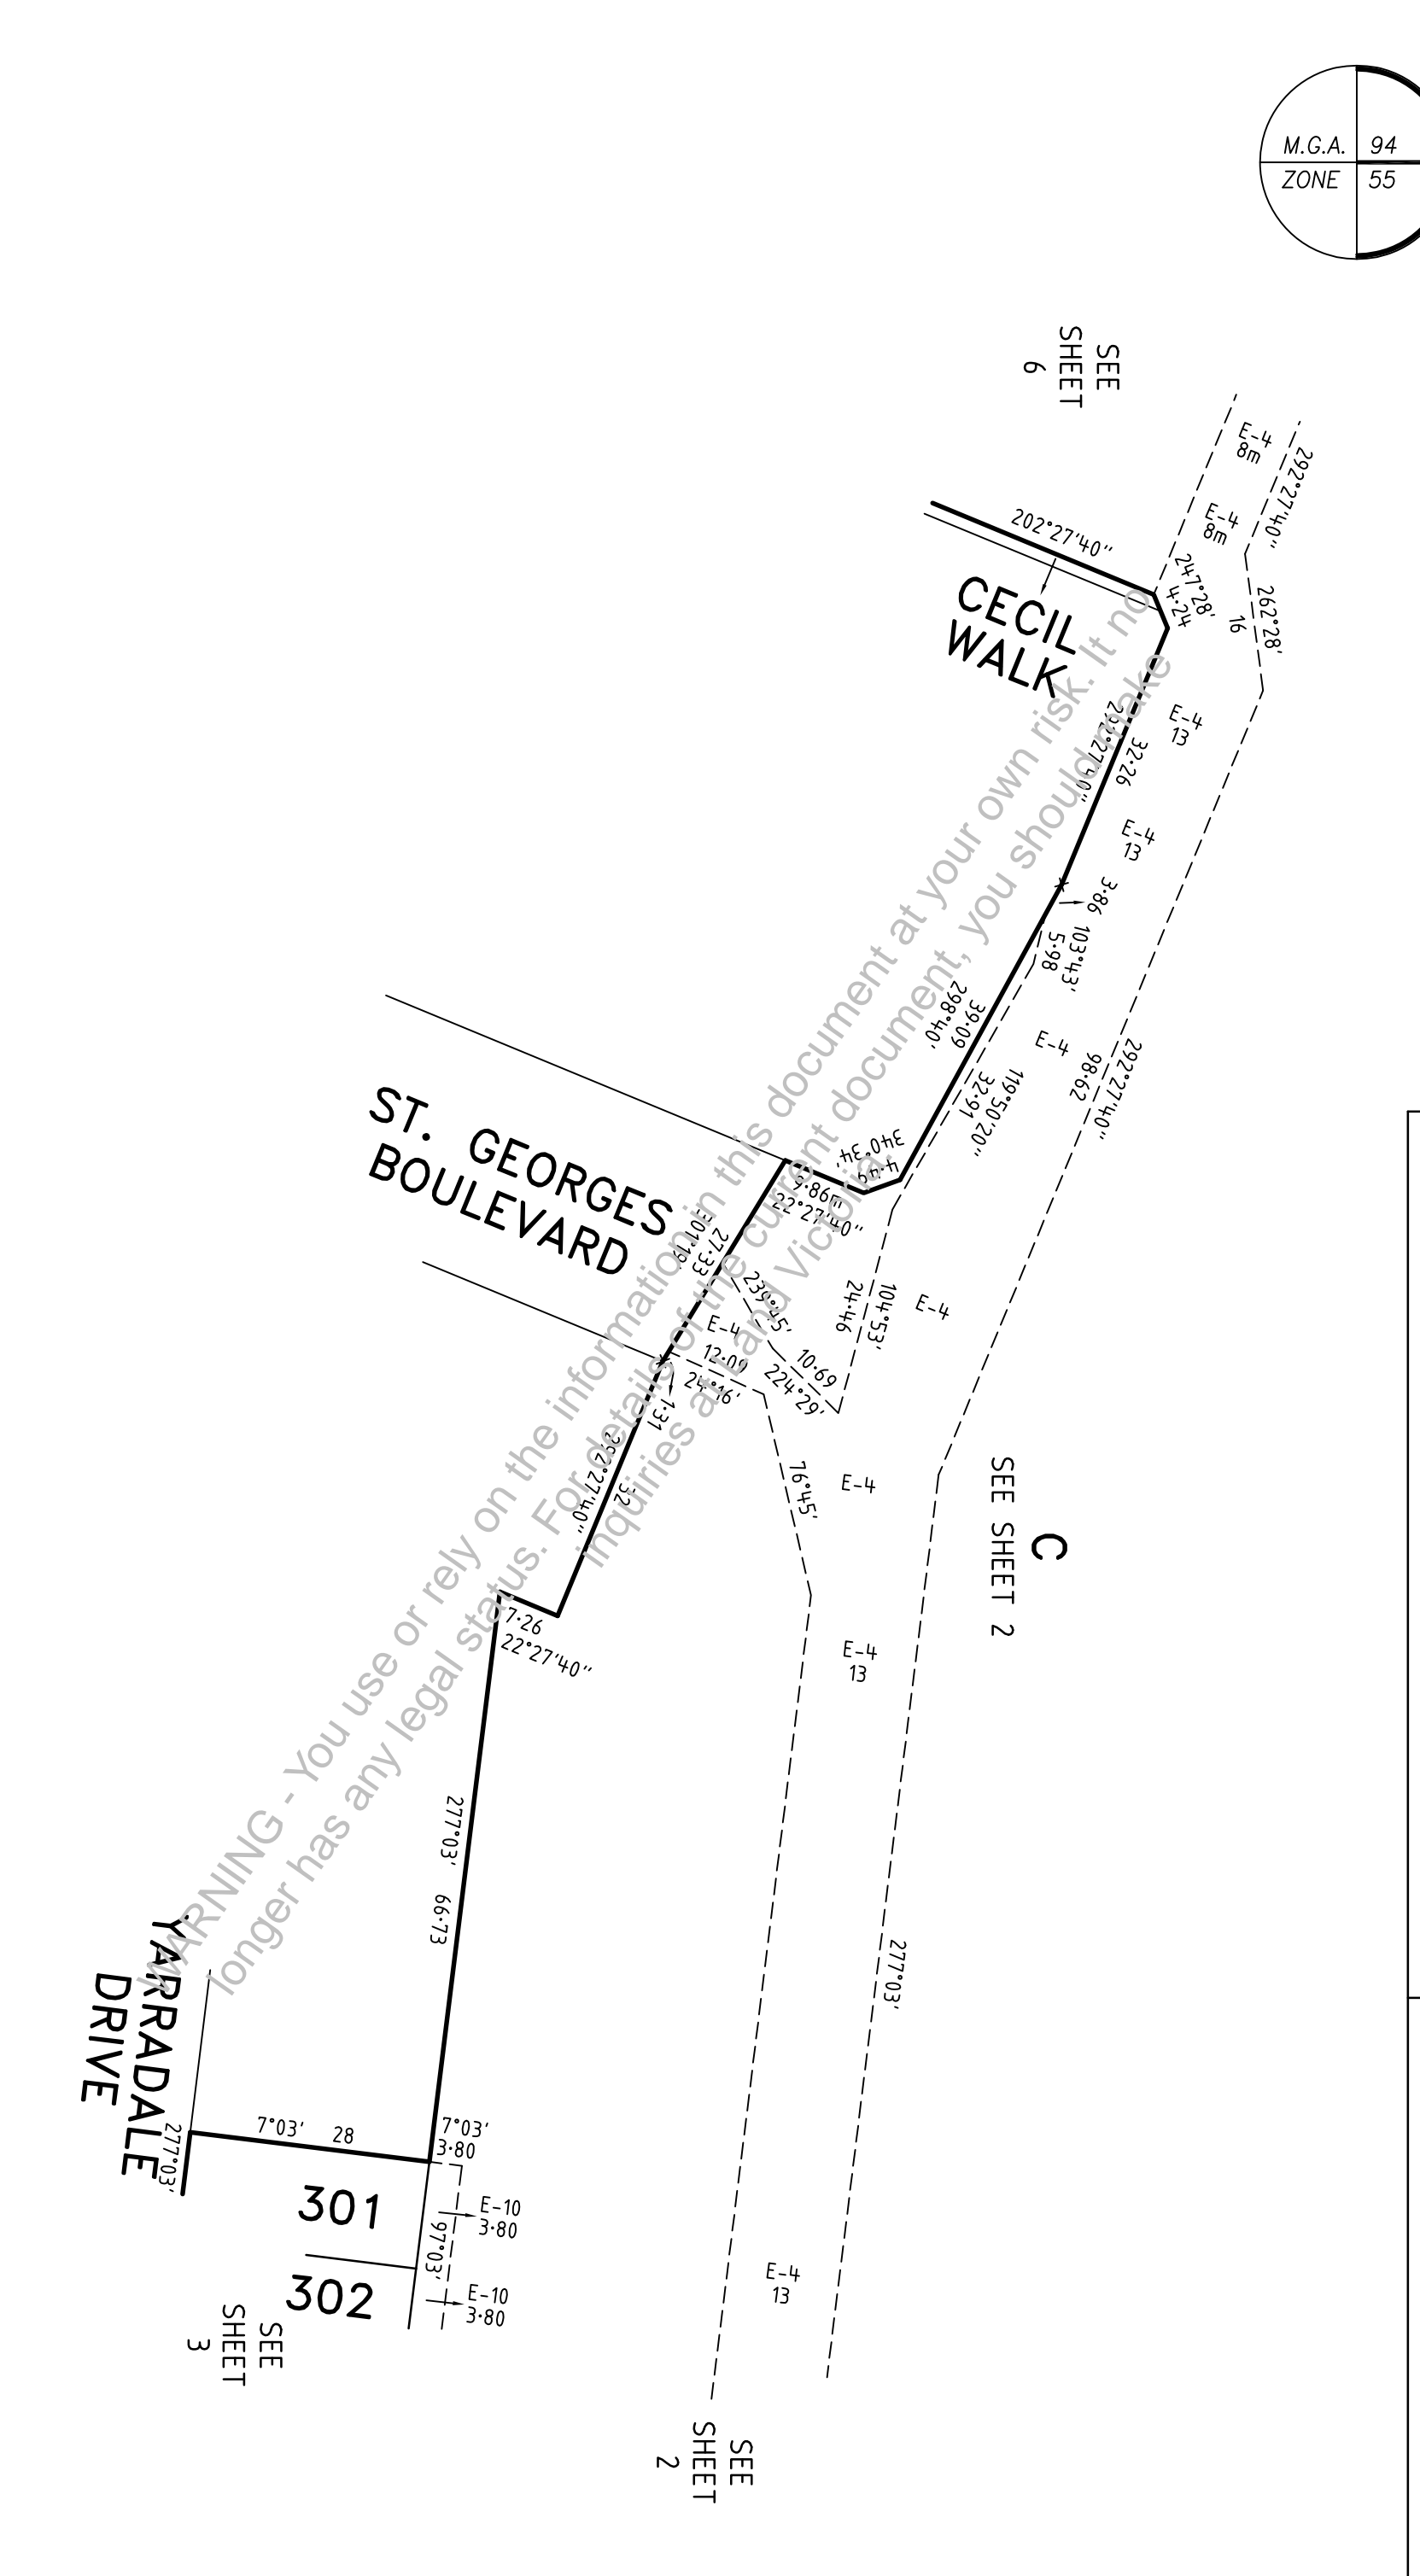 M.G.A. 94
ZONE 55
SEE
SHEET
6
E-4
8m
292°27'40"
E-4
8m
202°27'40"
247°28'
4·24
262°28'
16
CECIL
WALK
E-4
13
292°27'40"
32·26
E-4
13
3·86
103°43'
5·98
39·09
298°40'
E-4
292°27'40"
98·62
119°50'20"
32·91
340°34'
4·49
9·86
22°27'40"
ST. GEORGES
BOULEVARD
301°19'
27·33
239°45'
104°53'
24·46
E-4
E-4
12·09
24°16'
10·69
224°29'
1·31
292°27'40"
32
76°45'
E-4
C
SEE SHEET 2
7·26
22°27'40"
E-4
13
277°03' 66·73
277°03'
YARRADALE
DRIVE
277°03'
7°03' 28
7°03'
3·80
301
E-10
3·80
97°03'
302
E-10
3·80
E-4
13
SEE
SHEET
3
SEE
SHEET
2
WARNING - You use or rely on the information in this document at your own risk. It no
longer has any legal status. For details of the current document, you should make
inquiries at Land Victoria.